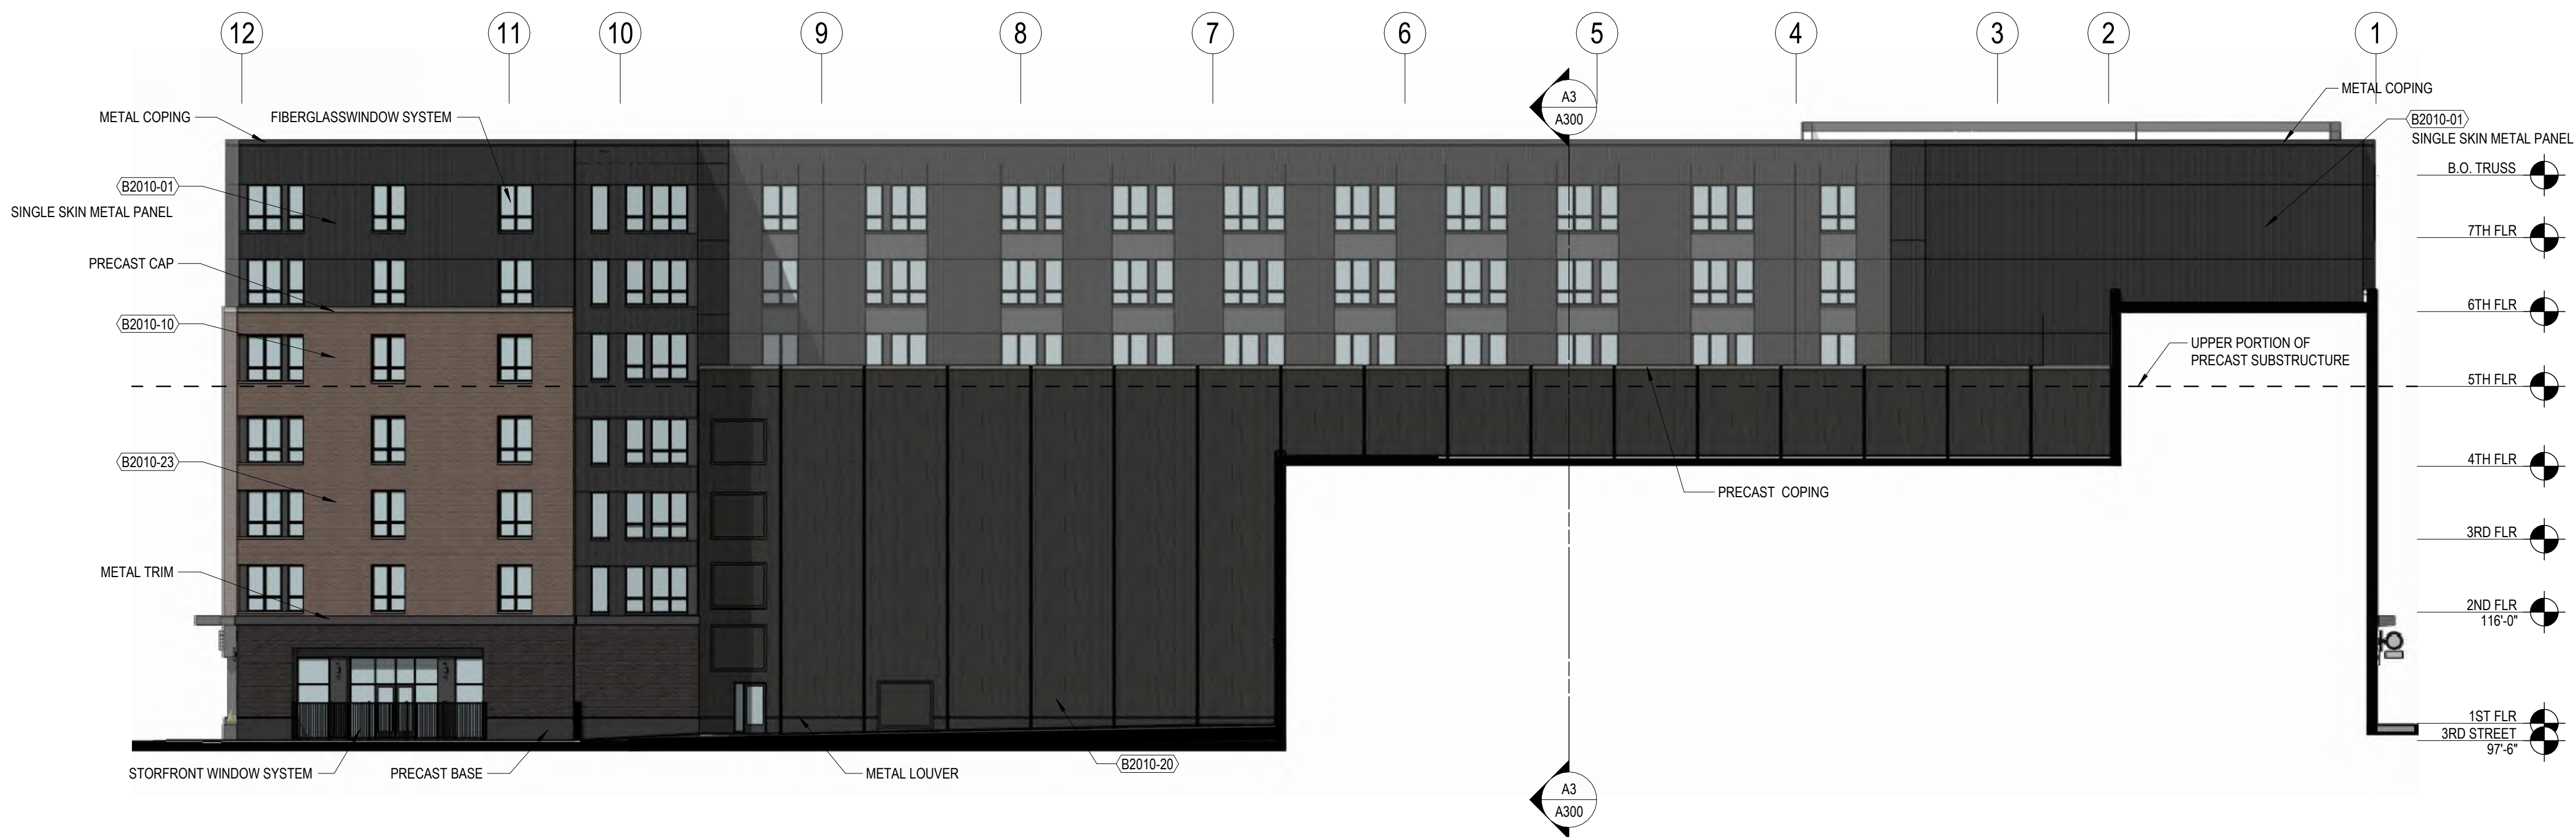 12 11 10 9 8 7 6 5 4 3 2 1
A3
A300
METAL COPING
FIBERGLASSWINDOW SYSTEM
METAL COPING
B2010-01
SINGLE SKIN METAL PANEL
B2010-01
SINGLE SKIN METAL PANEL
PRECAST CAP
B2010-10
B2010-23
METAL TRIM
STORFRONT WINDOW SYSTEM
PRECAST BASE
METAL LOUVER
B2010-20
PRECAST COPING
UPPER PORTION OF
PRECAST SUBSTRUCTURE
A3
A300
B.O. TRUSS
7TH FLR
6TH FLR
5TH FLR
4TH FLR
3RD FLR
2ND FLR
116'-0"
1ST FLR
3RD STREET
97'-6"